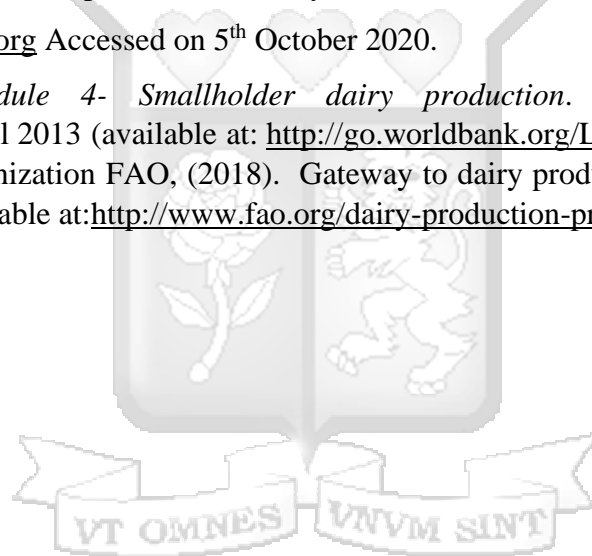 org Accessed on 5th October 2020.
dule 4- Smallholder dairy production.
l 2013 (available at: http://go.worldbank.org/L
nization FAO, (2018). Gateway to dairy produ
able at:http://www.fao.org/dairy-production-pr
VT OMNES VNVM SINT